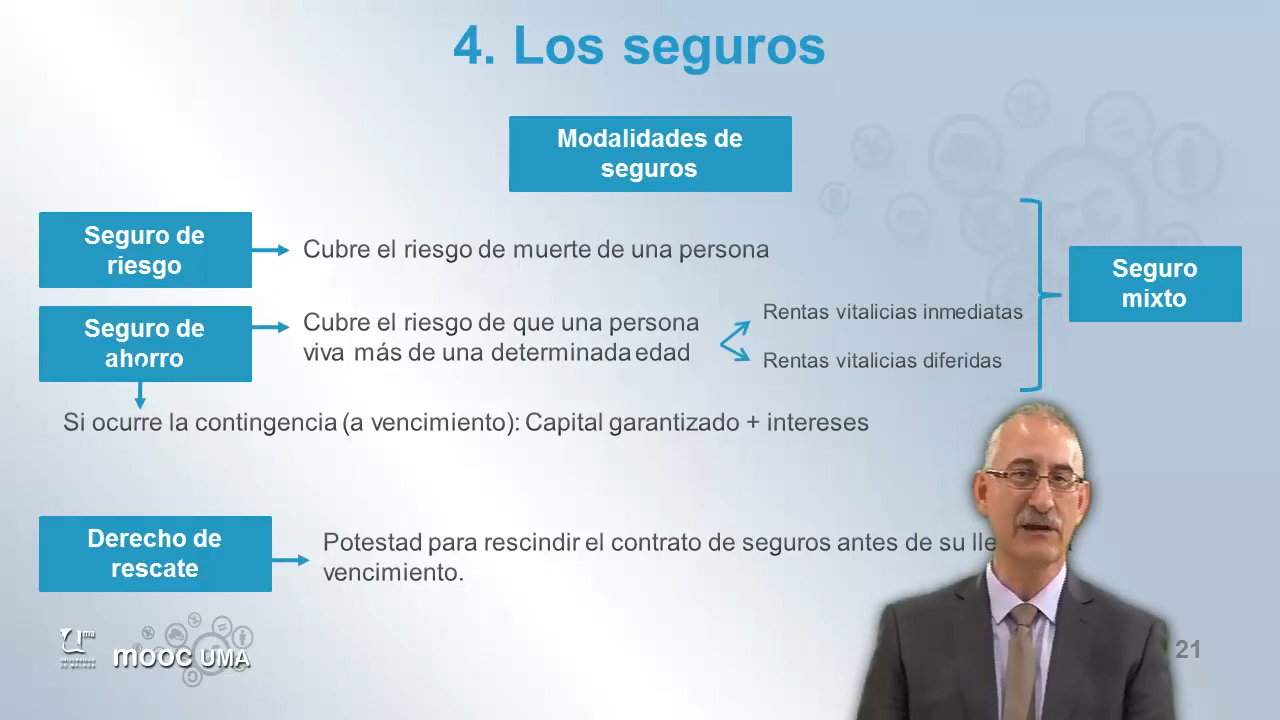 4. Los seguros
Modalidades de
seguros
Seguro de
riesgo
Cubre el riesgo de muerte de una persona
Seguro de
ahorro
Cubre el riesgo de que una persona
viva más de una determinada edad
Rentas vitalicias inmediatas
Rentas vitalicias diferidas
Seguro
mixto
Si ocurre la contingencia (a vencimiento): Capital garantizado + intereses
Derecho de
rescate
Potestad para rescindir el contrato de seguros antes de su
vencimiento.
mooc UMA
21